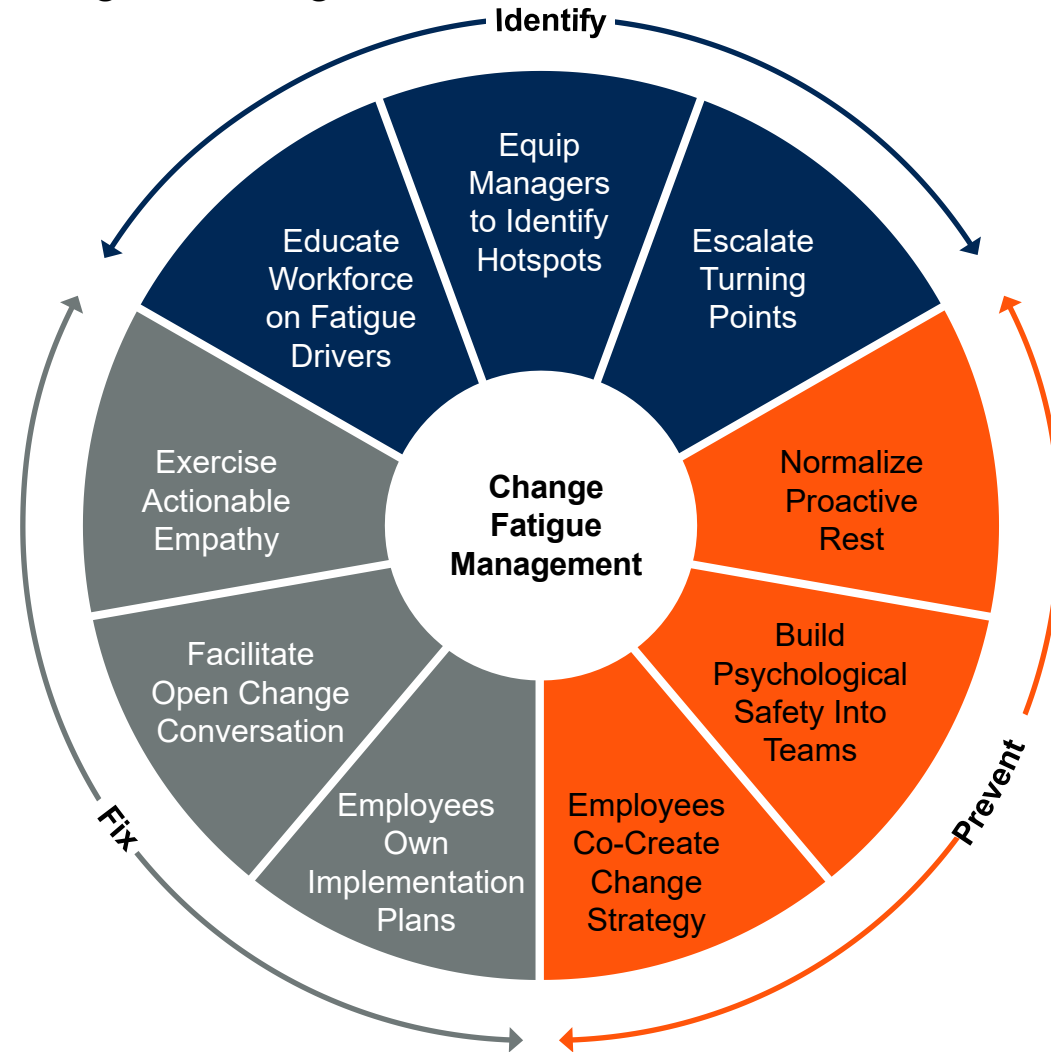 Identify
Equip
Managers
to Identify
Hotspots
Escalate
Turning
Points
Normalize
Proactive
Rest
Build
Psychological
Safety Into
Teams
Prevent
Employees
Co-Create
Change
Strategy
Employees
Own
Implementation
Plans
Fix
Facilitate
Open Change
Conversation
Exercise
Actionable
Empathy
Educate
Workforce
on Fatigue
Drivers
Change
Fatigue
Management